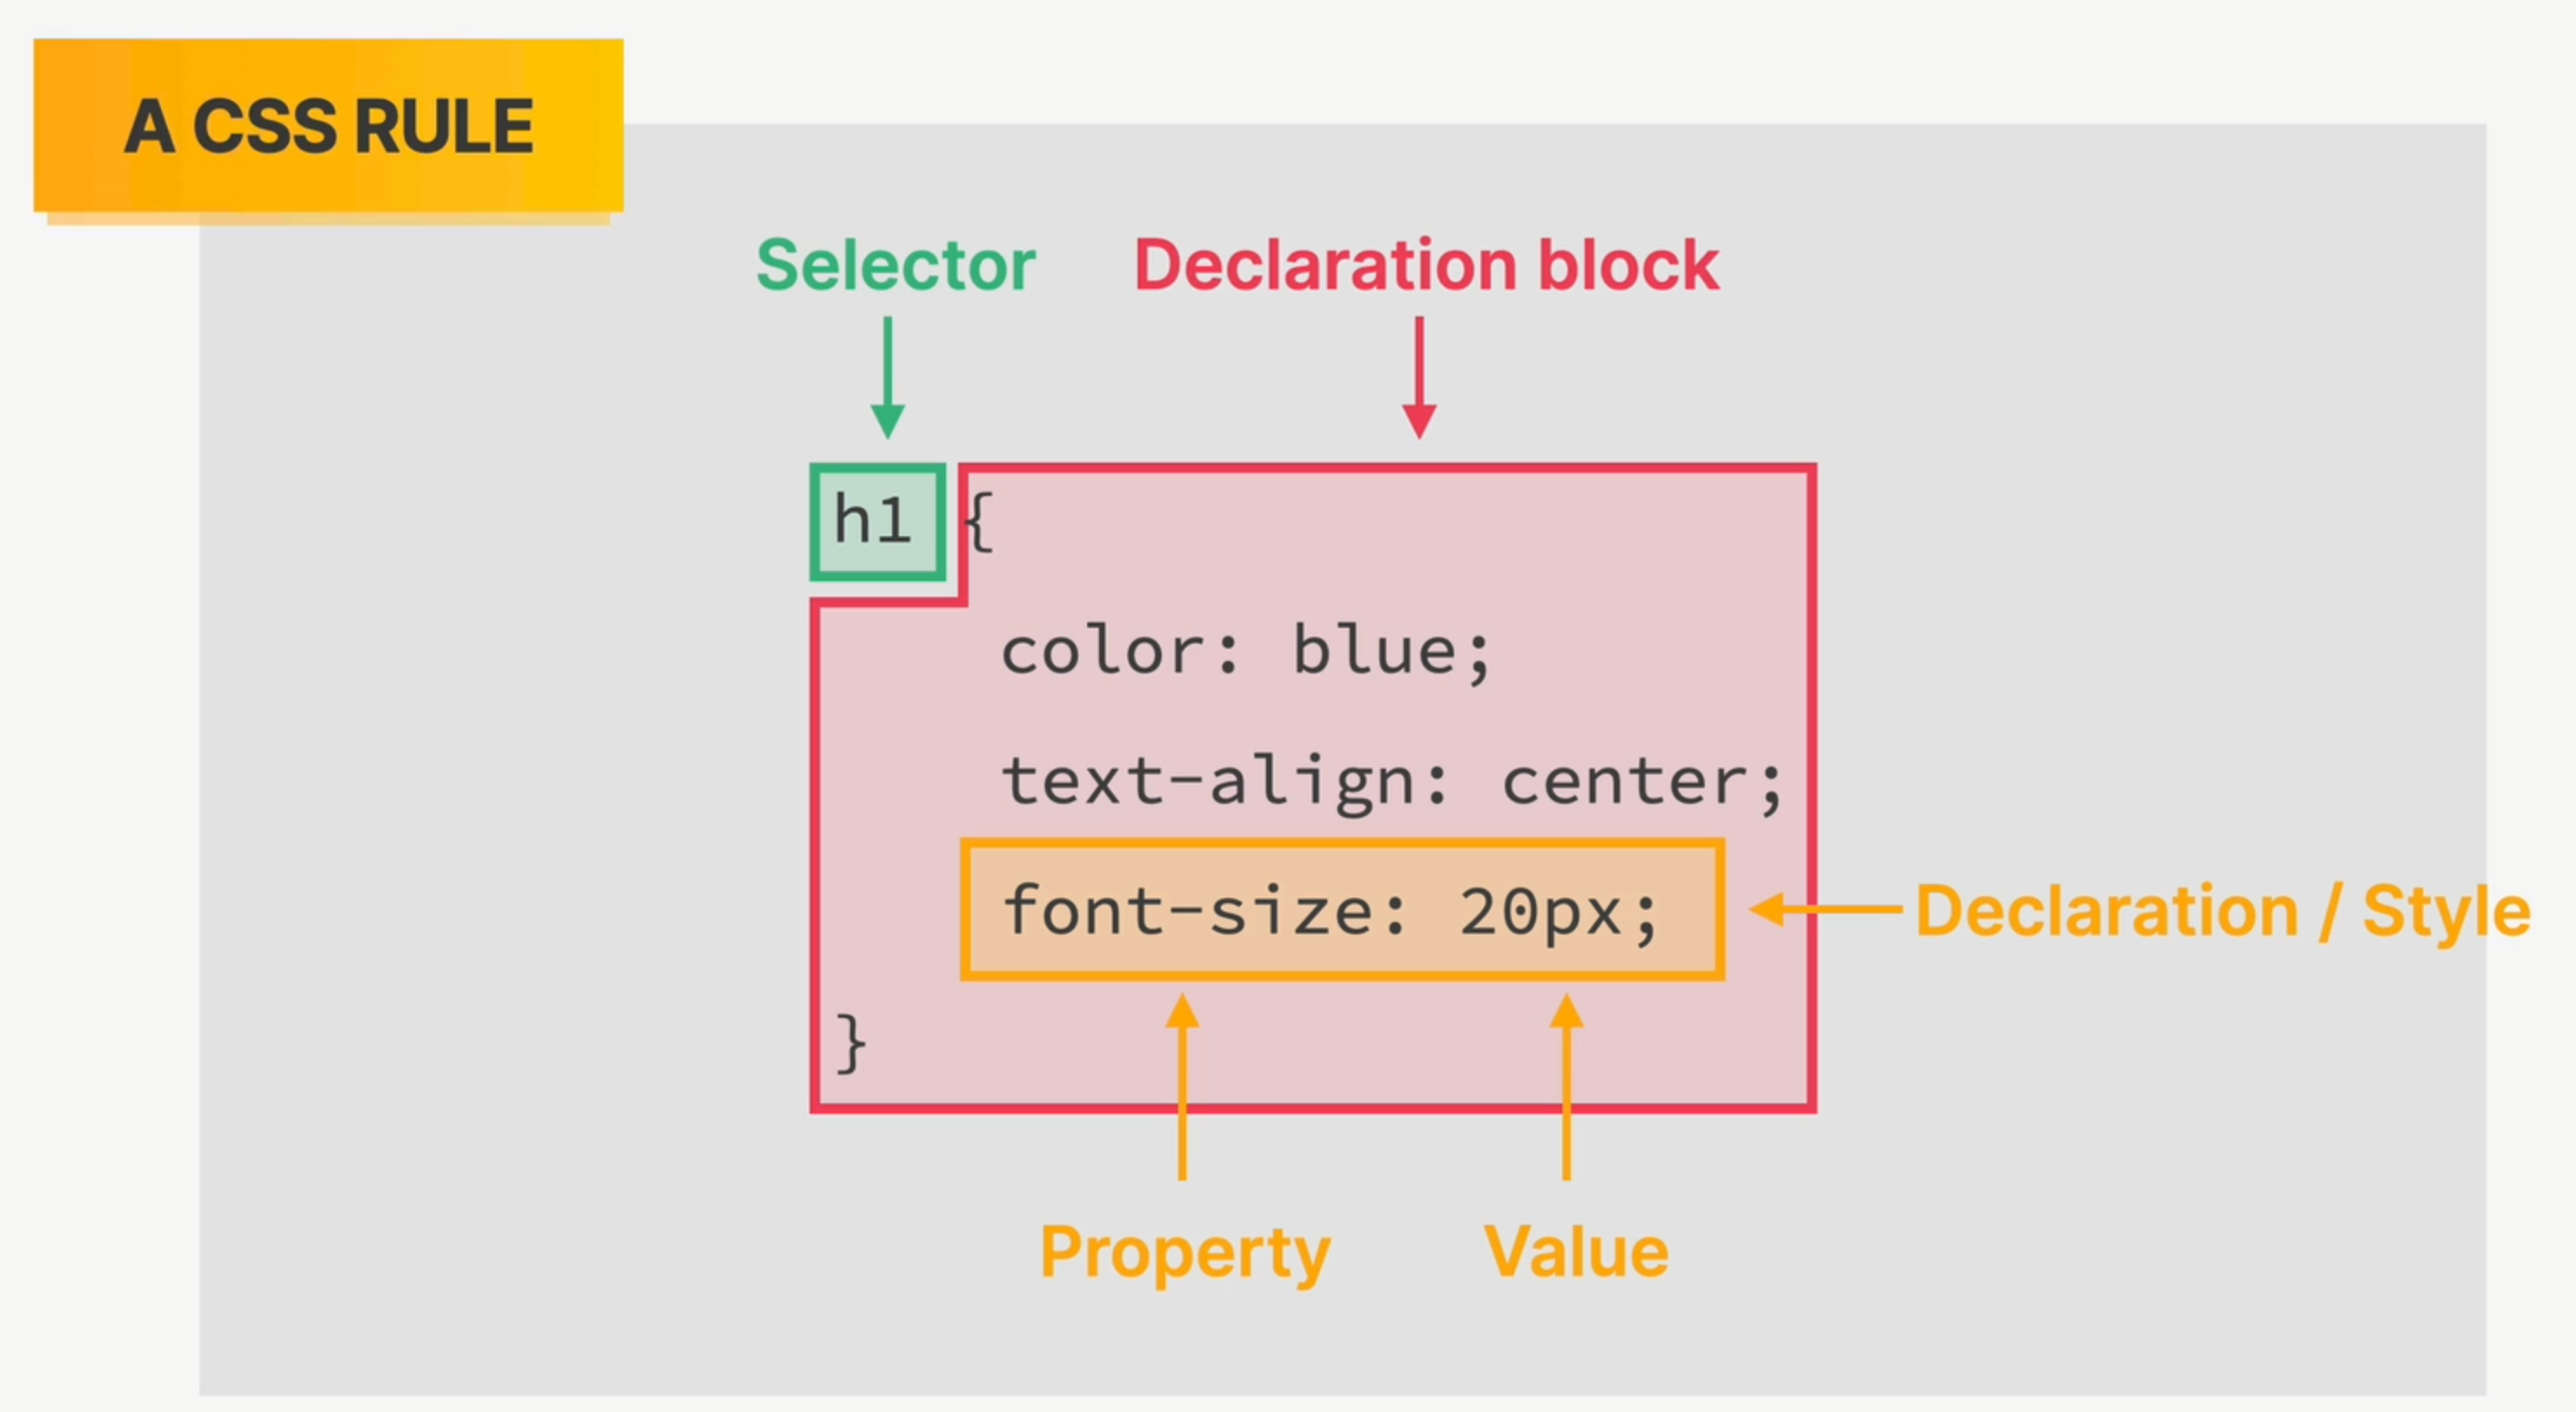 A CSS RULE
Selector
Declaration block
h1 {
color: blue;
text-align: center;
font-size: 20px;
Declaration / Style
}
Property
Value